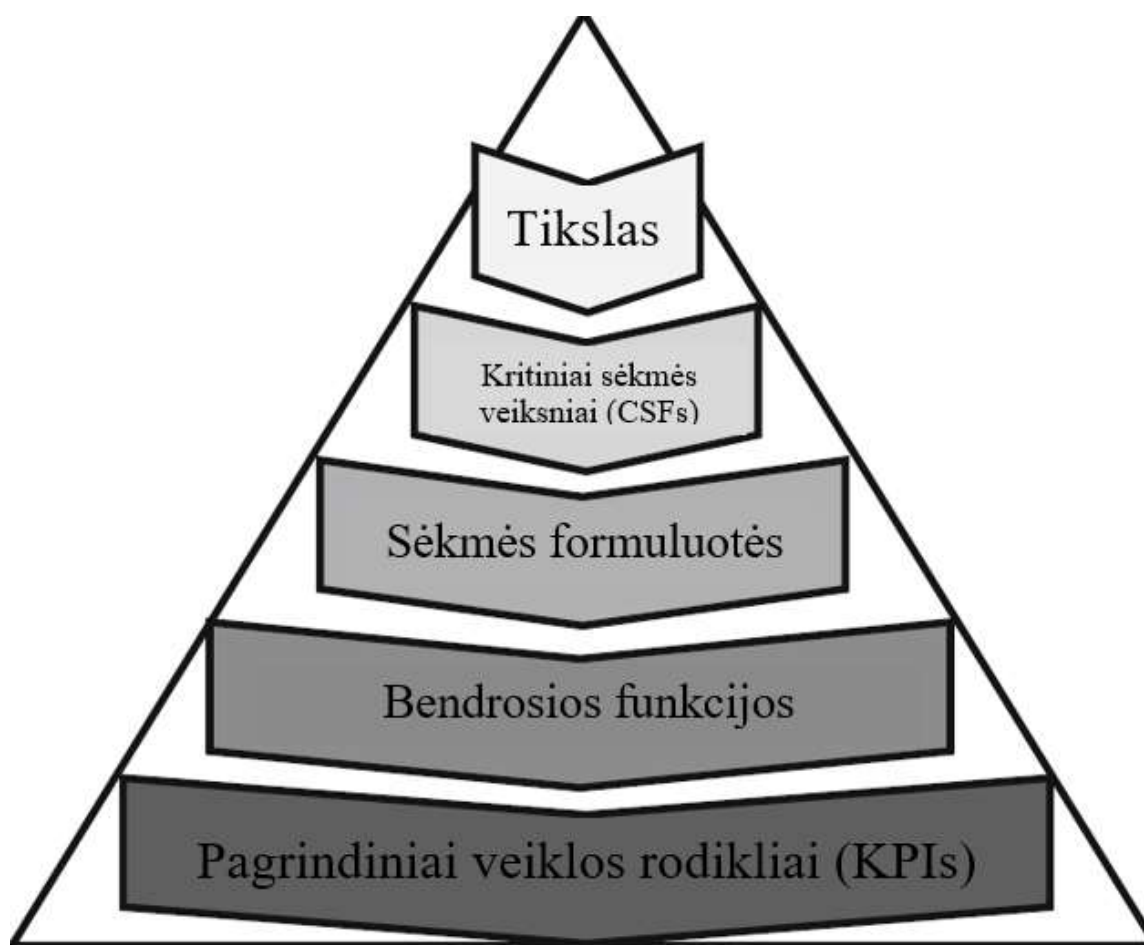 Tikslas
Kritiniai sėkmės
veiksniai (CSFs)
Sėkmės formuluotės
Bendrosios funkcijos
Pagrindiniai veiklos rodikliai (KPIs)